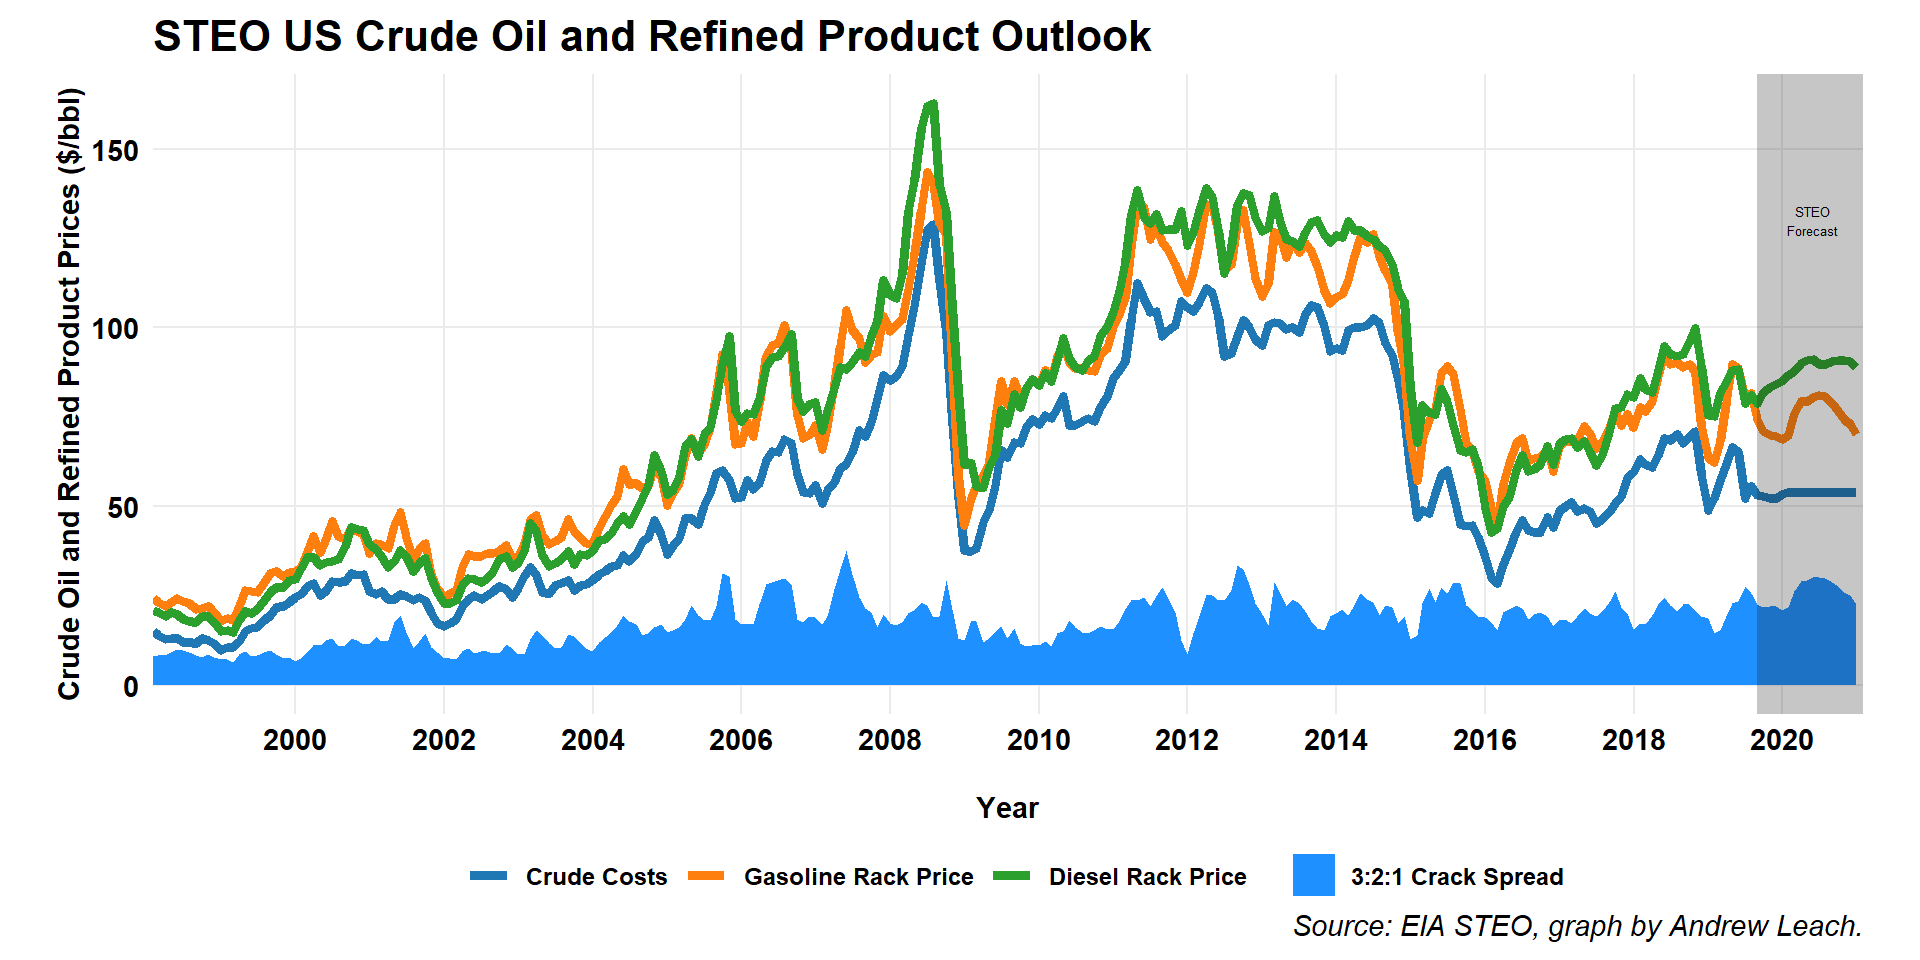 STEO US Crude Oil and Refined Product Outlook
Crude Oil and Refined Product Prices ($/bbl)
150
100
50
0
STEO
Forecast
2000 2002 2004 2006 2008 2010 2012 2014 2016 2018 2020
Year
Crude Costs Gasoline Rack Price Diesel Rack Price 3:2:1 Crack Spread
Source: EIA STEO, graph by Andrew Leach.